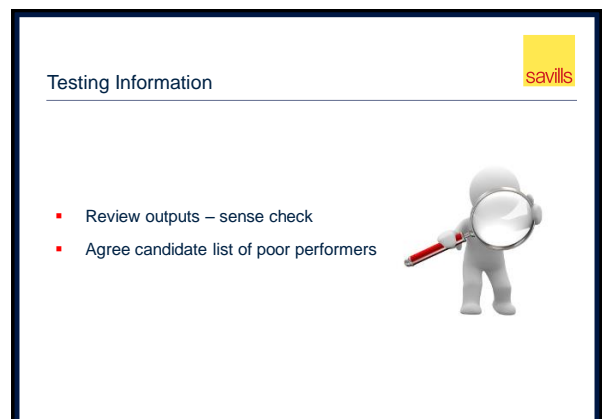 savills
Testing Information
Review outputs – sense check
Agree candidate list of poor performers